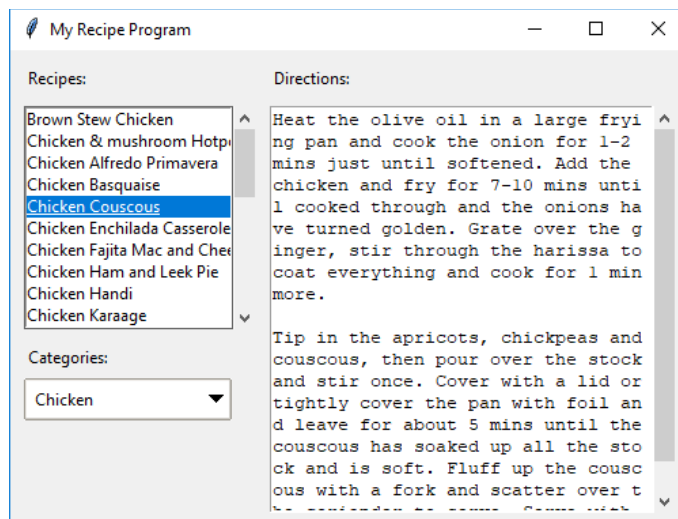 My Recipe Program
Recipes:
Brown Stew Chicken
Chicken & mushroom Hotp
Chicken Alfredo Primavera
Chicken Basquaise
Chicken Couscous
Chicken Enchilada Casserole
Chicken Fajita Mac and Chee
Chicken Ham and Leek Pie
Chicken Handi
Chicken Karaage
Categories:
Chicken
Directions:
Heat the olive oil in a large fryi
ng pan and cook the onion for 1-2
mins just until softened. Add the
chicken and fry for 7-10 mins unti
l cooked through and the onions ha
ve turned golden. Grate over the g
inger, stir through the harissa to
coat everything and cook for 1 min
more.
Tip in the apricots, chickpeas and
couscous, then pour over the stock
and stir once. Cover with a lid or
tightly cover the pan with foil an
d leave for about 5 mins until the
couscous has soaked up all the sto
ck and is soft. Fluff up the cousc
ous with a fork and scatter over t
he coriander to serve. Serve with